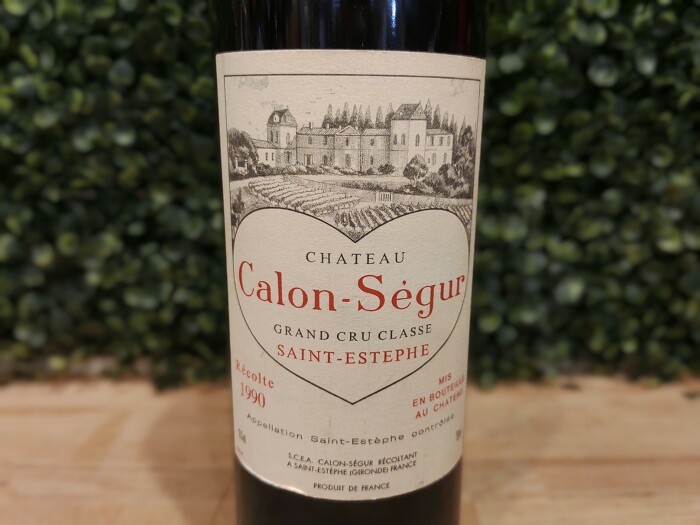 CHATEAU
Calon-Ségur
GRAND CRU CLASSE
SAINT-ESTEPHE
Récolte
1990
MIS
EN BOUTEILLE
AU CHATEAU
Appellation Saint-Estèphe contrôlée
S.C.E.A. CALON-SÉGUR RÉCOLTANT
A SAINT-ESTÈPHE (GIRONDE) FRANCE
PRODUIT DE FRANCE